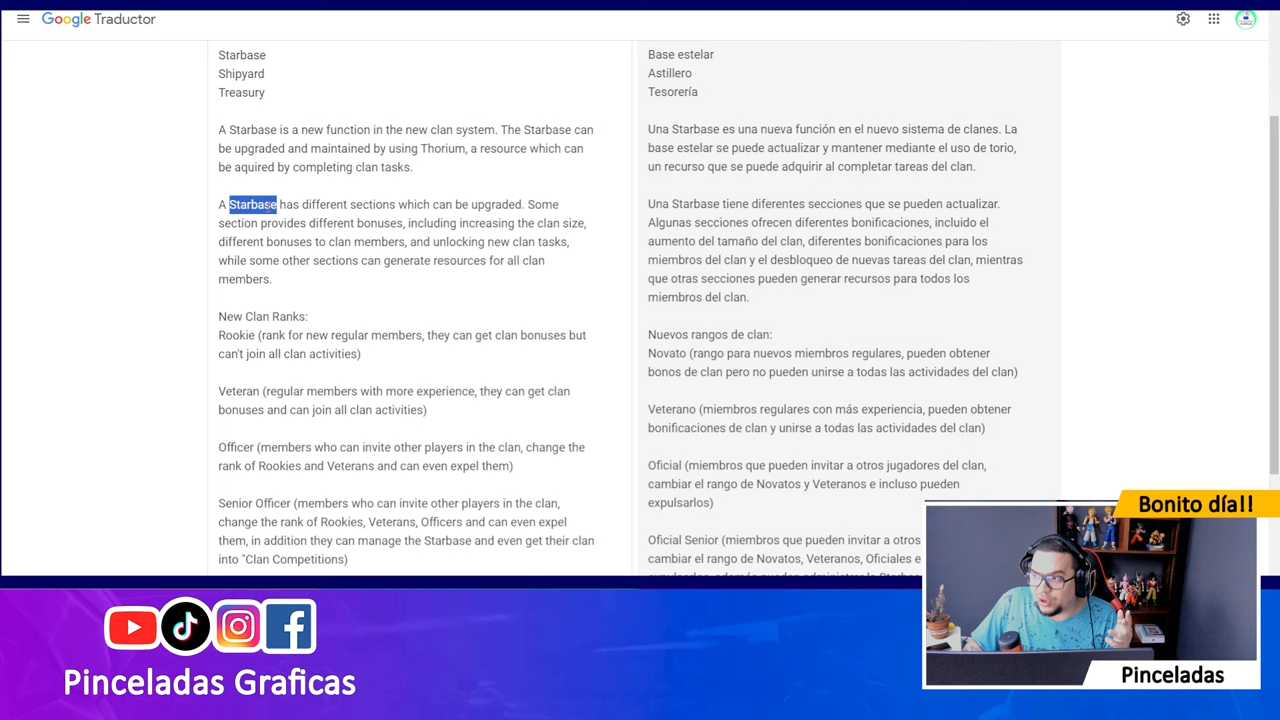 Google Traductor
Starbase
Shipyard
Treasury
A Starbase is a new function in the new clan system. The Starbase can
be upgraded and maintained by using Thorium, a resource which can
be aquired by completing clan tasks.
A Starbase has different sections which can be upgraded. Some
section provides different bonuses, including increasing the clan size,
different bonuses to clan members, and unlocking new clan tasks,
while some other sections can generate resources for all clan
members.
New Clan Ranks:
Rookie (rank for new regular members, they can get clan bonuses but
can't join all clan activities)
Veteran (regular members with more experience, they can get clan
bonuses and can join all clan activities)
Officer (members who can invite other players in the clan, change the
rank of Rookies and Veterans and can even expel them)
Senior Officer (members who can invite other players in the clan,
change the rank of Rookies, Veterans, Officers and can even expel
them, in addition they can manage the Starbase and even get their clan
into "Clan Competitions)
Base estelar
Astillero
Tesorería
Una Starbase es una nueva función en el nuevo sistema de clanes. La
base estelar se puede actualizar y mantener mediante el uso de torio,
un recurso que se puede adquirir al completar tareas del clan.
Una Starbase tiene diferentes secciones que se pueden actualizar.
Algunas secciones ofrecen diferentes bonificaciones, incluido el
aumento del tamaño del clan, diferentes bonificaciones para los
miembros del clan y el desbloqueo de nuevas tareas del clan, mientras
que otras secciones pueden generar recursos para todos los
miembros del clan.
Nuevos rangos de clan:
Novato (rango para nuevos miembros regulares, pueden obtener
bonos de clan pero no pueden unirse a todas las actividades del clan)
Veterano (miembros regulares con más experiencia, pueden obtener
bonificaciones de clan y unirse a todas las actividades del clan)
Oficial (miembros que pueden invitar a otros jugadores del clan,
cambiar el rango de Novatos y Veteranos e incluso pueden
expulsarlos)
Oficial Senior (miembros que pueden invitar a otros
cambiar el rango de Novatos, Veteranos, Oficiales e
Bonito día!!
Pinceladas
Pinceladas Graficas